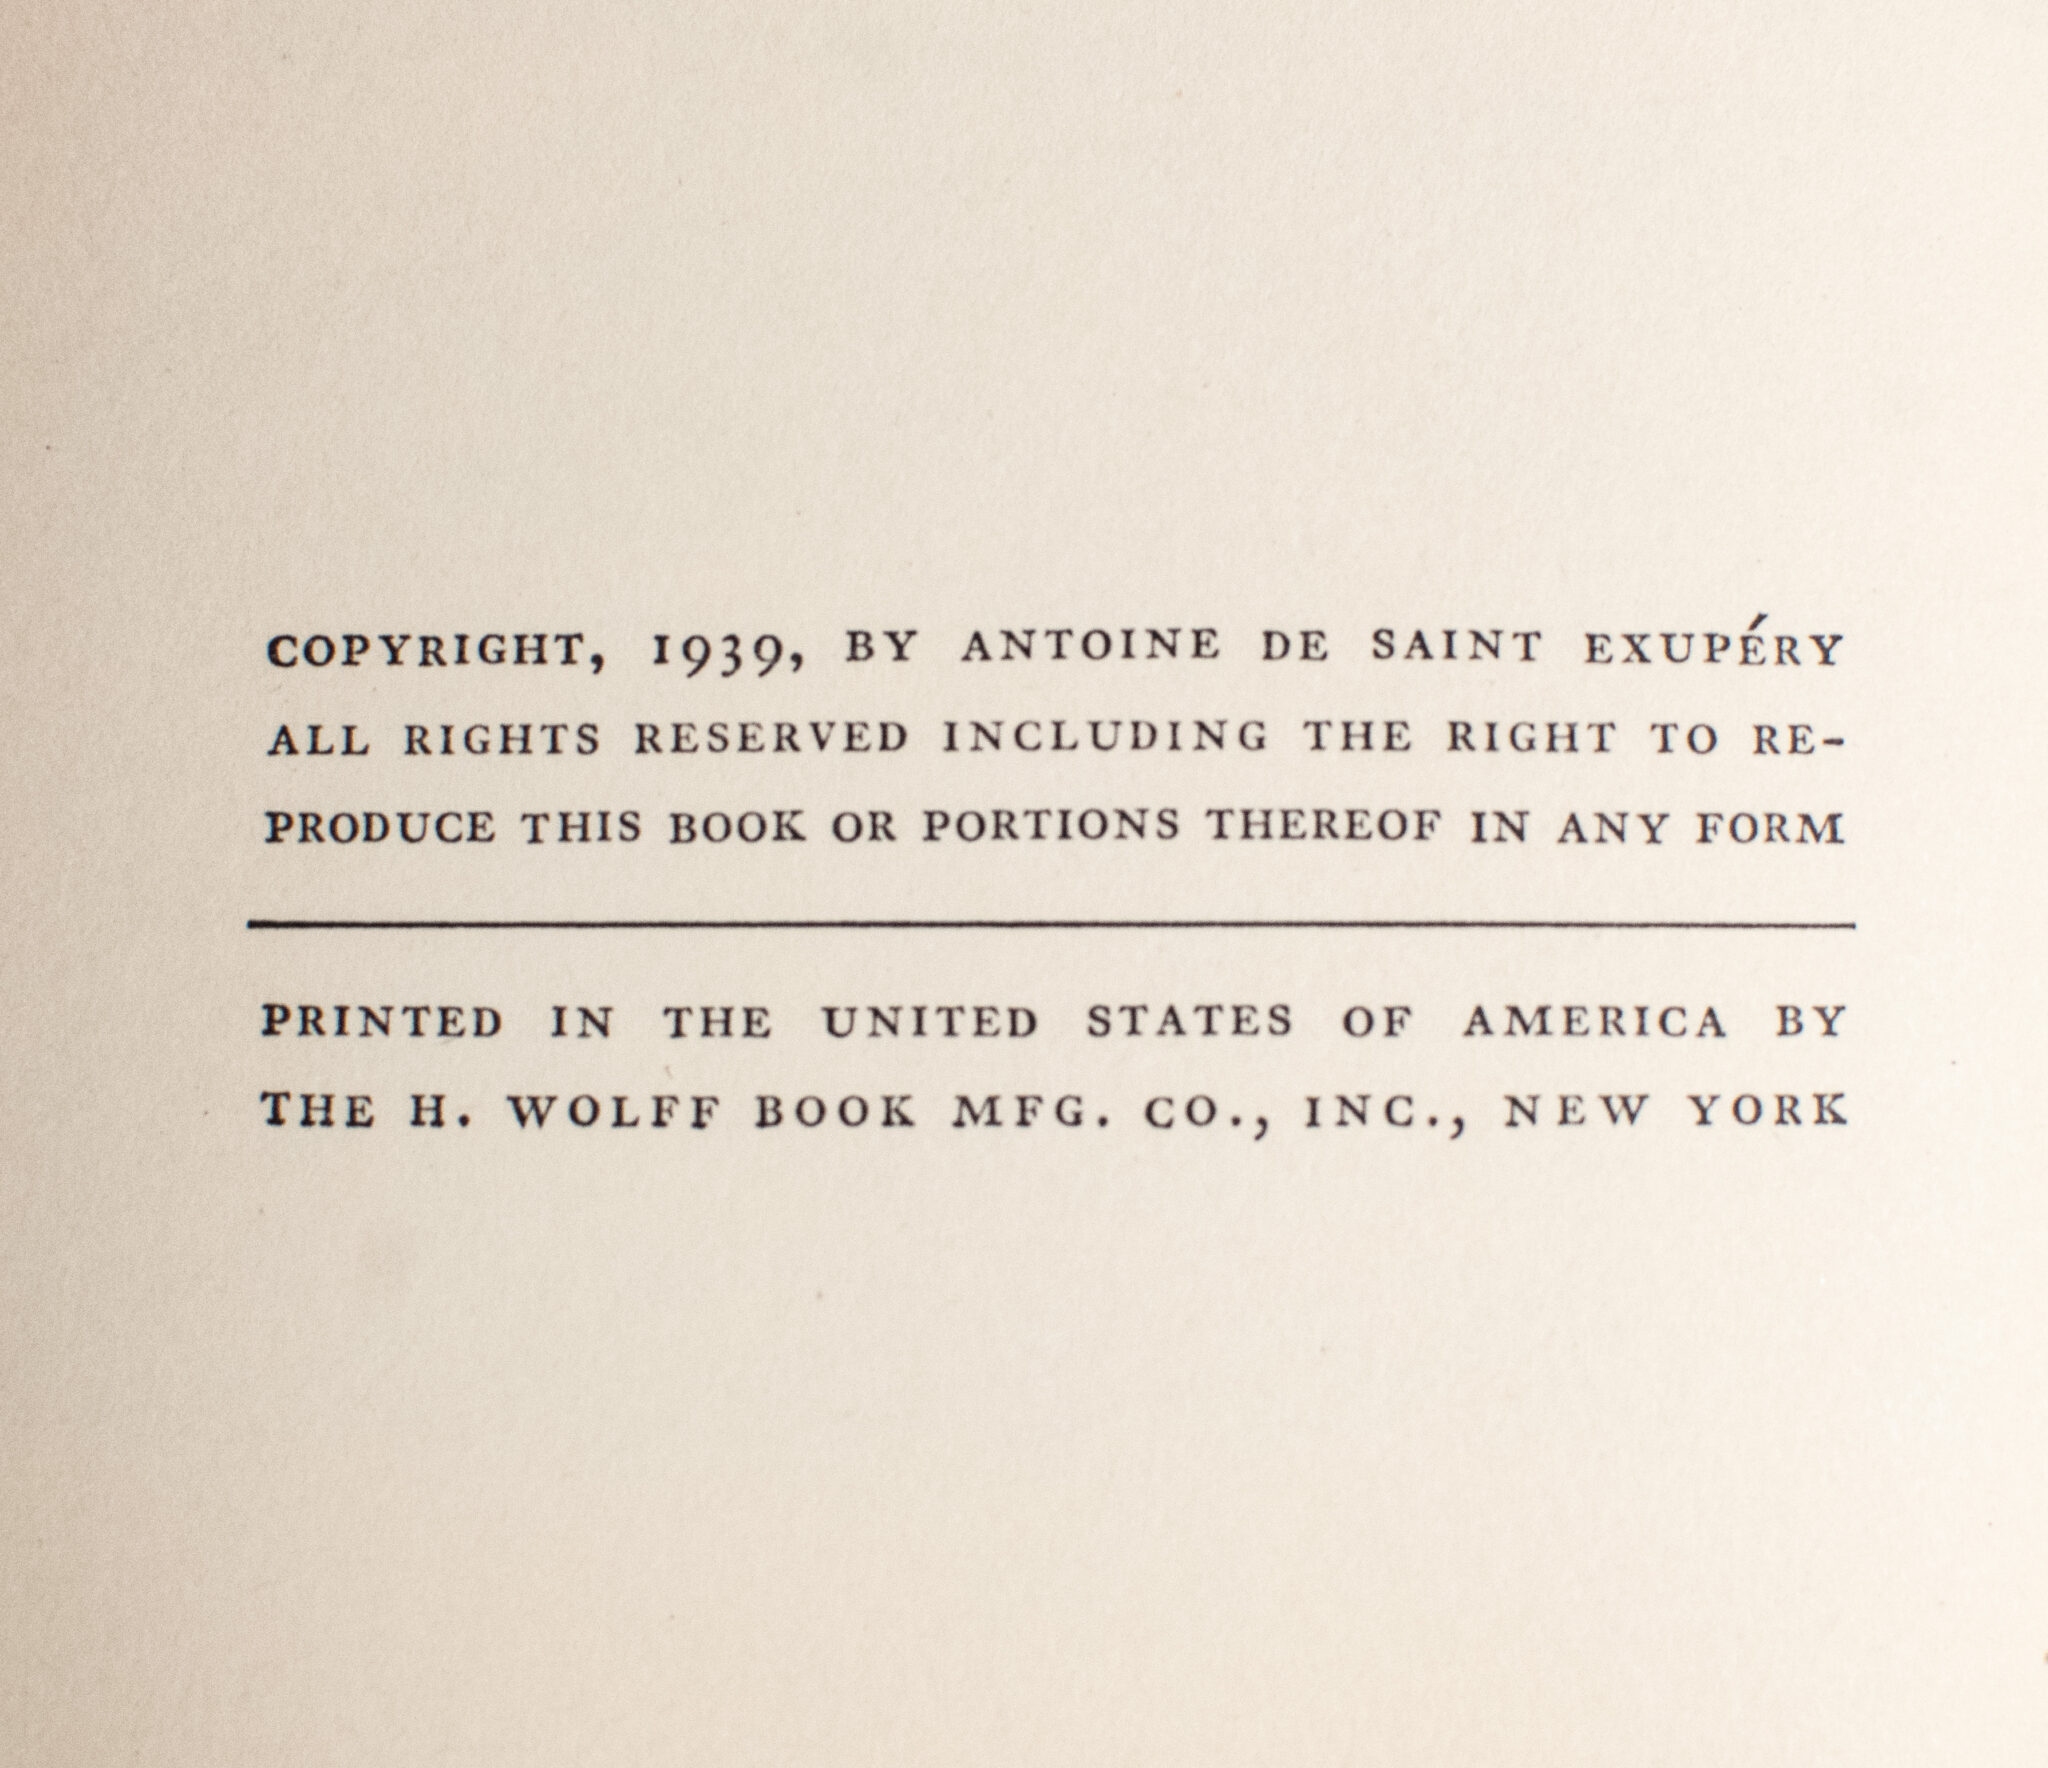 COPYRIGHT, 1939, BY ANTOINE DE SAINT EXUPÉRY
ALL RIGHTS RESERVED INCLUDING THE RIGHT TO RE-
PRODUCE THIS BOOK OR PORTIONS THEREOF IN ANY FORM
PRINTED IN THE UNITED STATES OF AMERICA BY
THE H. WOLFF BOOK MFG. CO., INC., NEW YORK